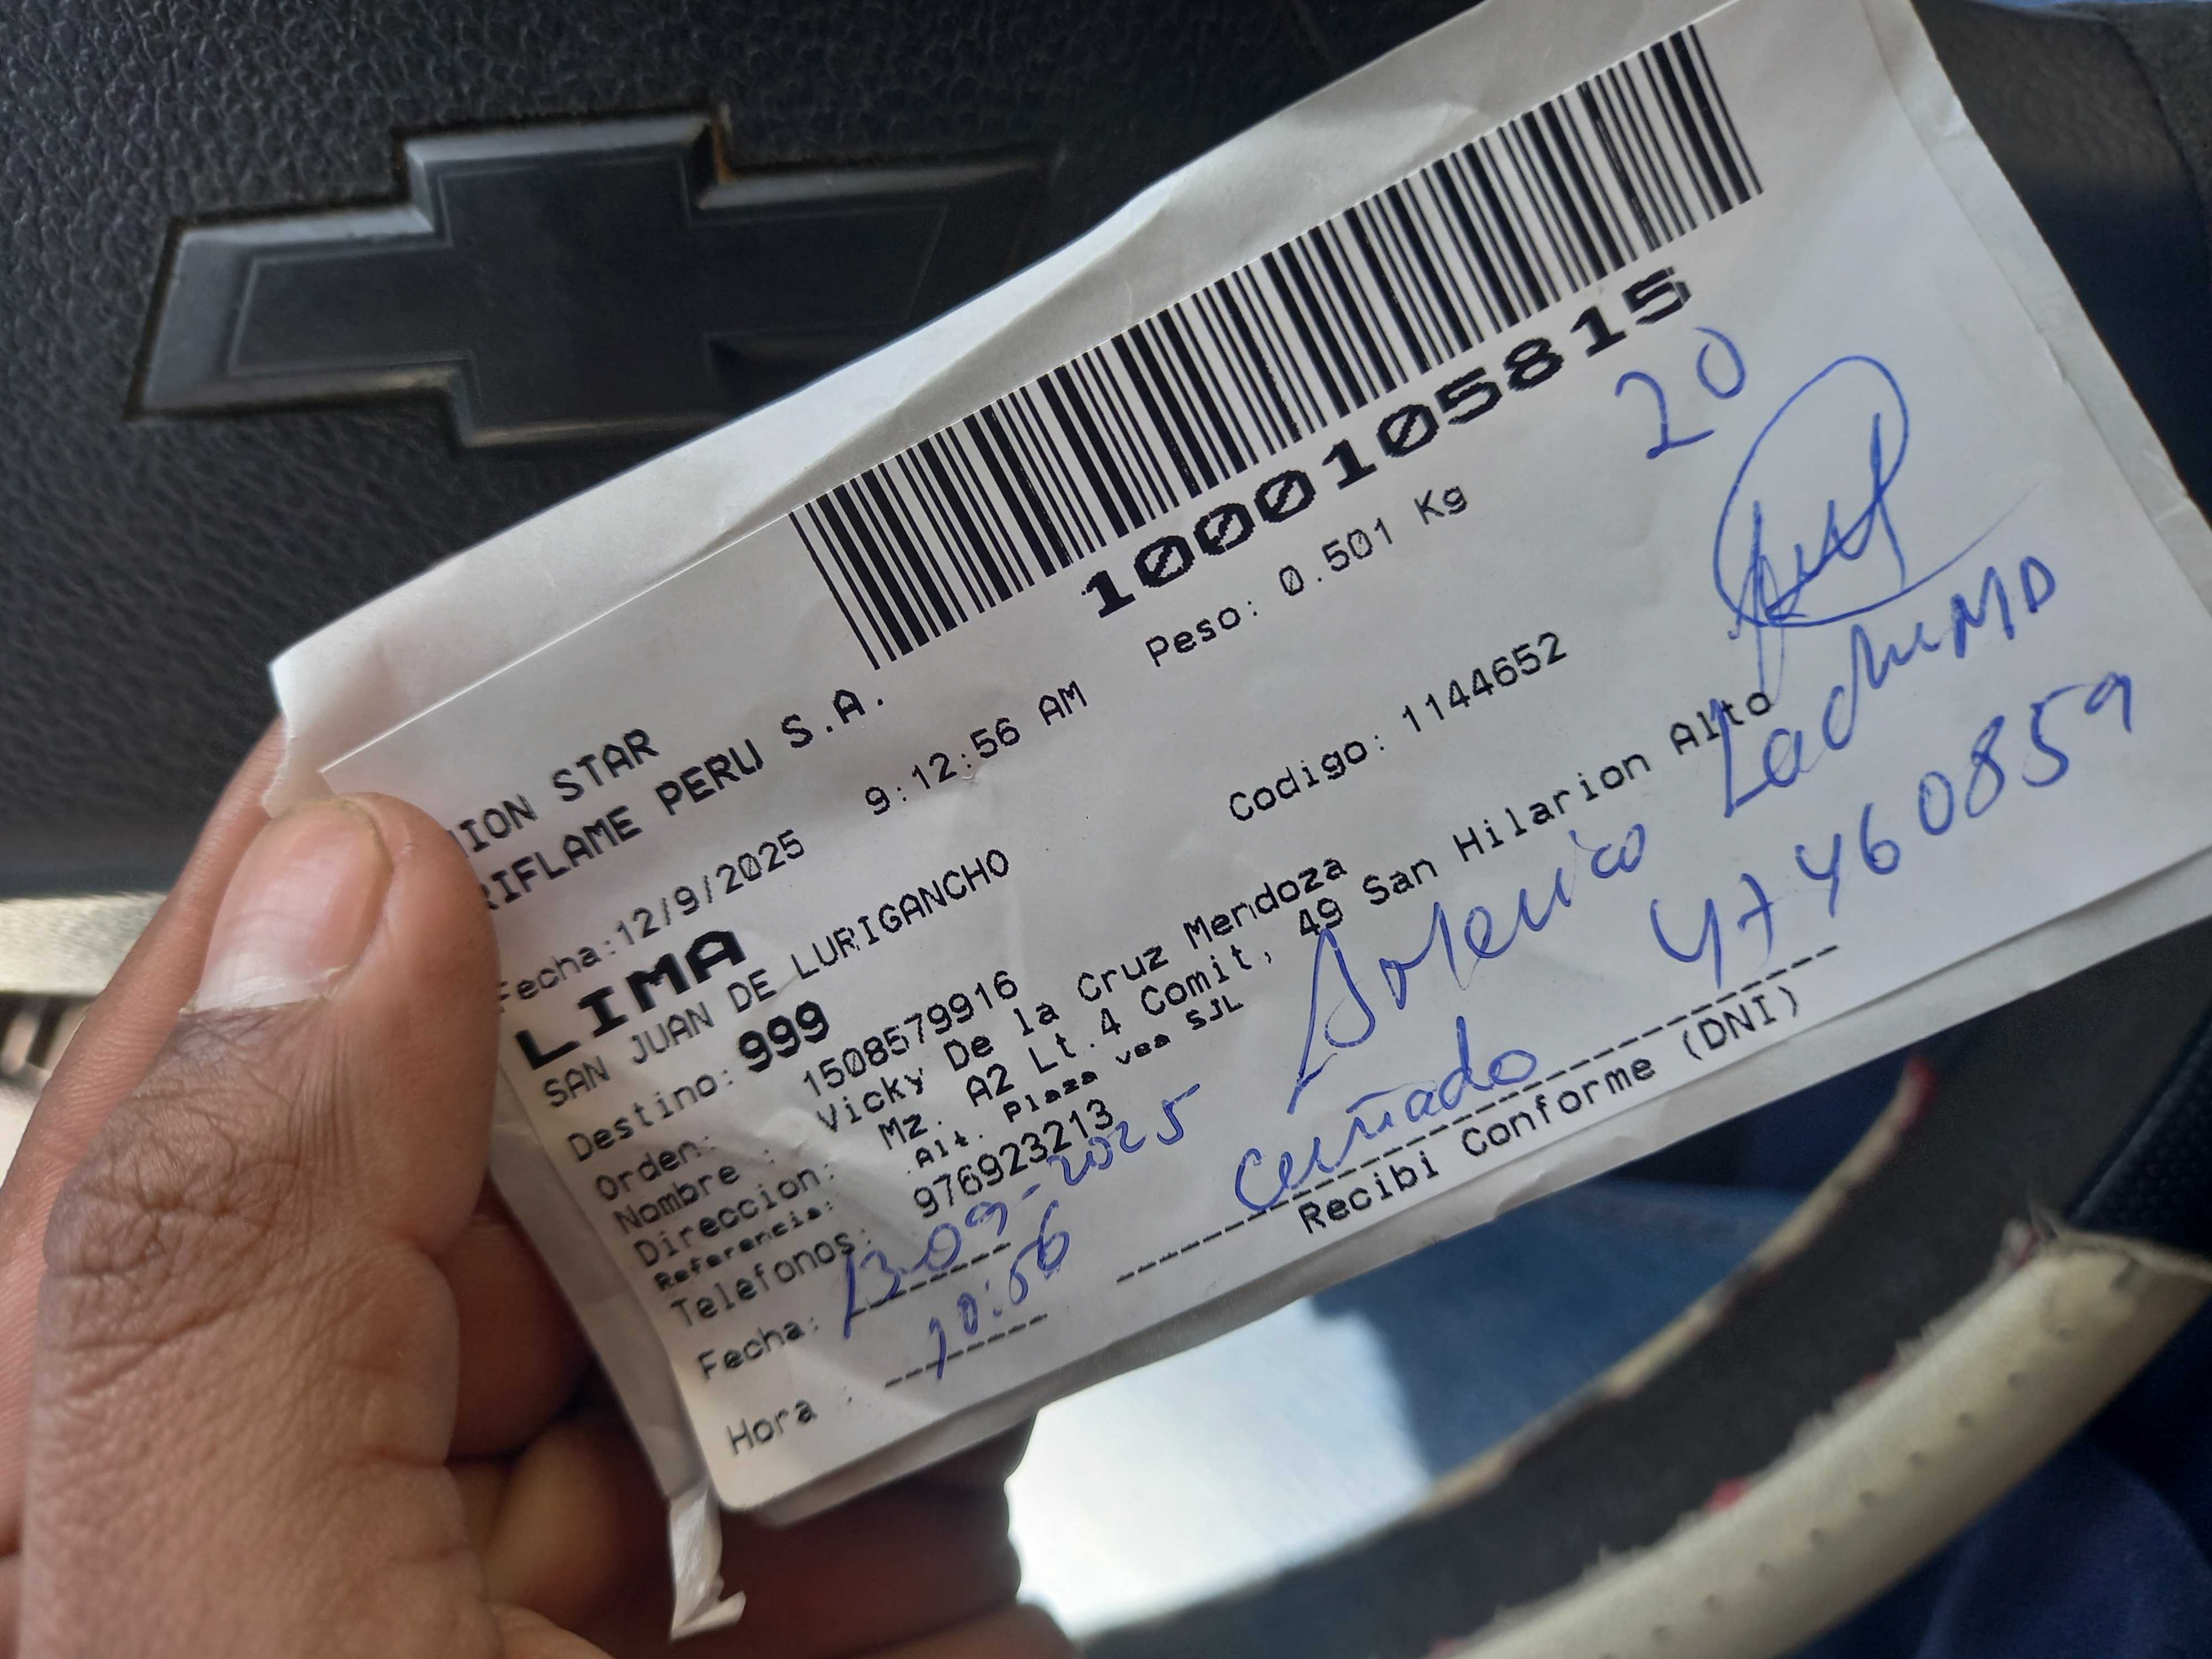 10001058155
20
ION STAR
RIFLAME PERU S.A.
Fecha:12/9/2025 9:12:56 AM Peso: 0.501 Kg
LIMA
SAN JUAN DE LURIGANCHO Codigo: 1144652
Destino: 999
Orden: 1508579916
Nombre : Vicky De la Cruz Mendoza
Direccion: Mz. A2 Lt.4 Comit, 49 San Hilarion Alto
Referencia: Alt. Plaza vea SJL
Telefonos: 976923213
Fecha: 13-09-2025
Hora : 10:56
47460859
Cuñado
Recibi Conforme (DNI)